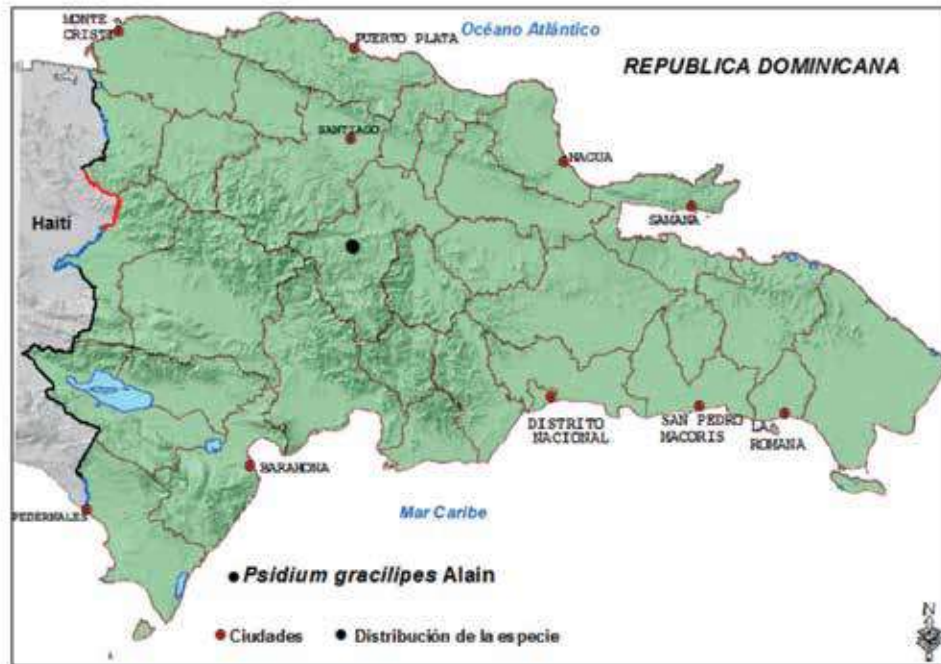 MONTE
CRISTI
Océano Atlántico
PUERTO PLATA
REPUBLICA DOMINICANA
SANTIAGO
NAGUA
SAMANA
Haití
DISTRITO
NACIONAL
SAN PEDRO
MACORIS
LA
ROMANA
BARAHONA
PEDERNALES
Mar Caribe
Psidium gracilipes Alain
Ciudades
Distribución de la especie
N